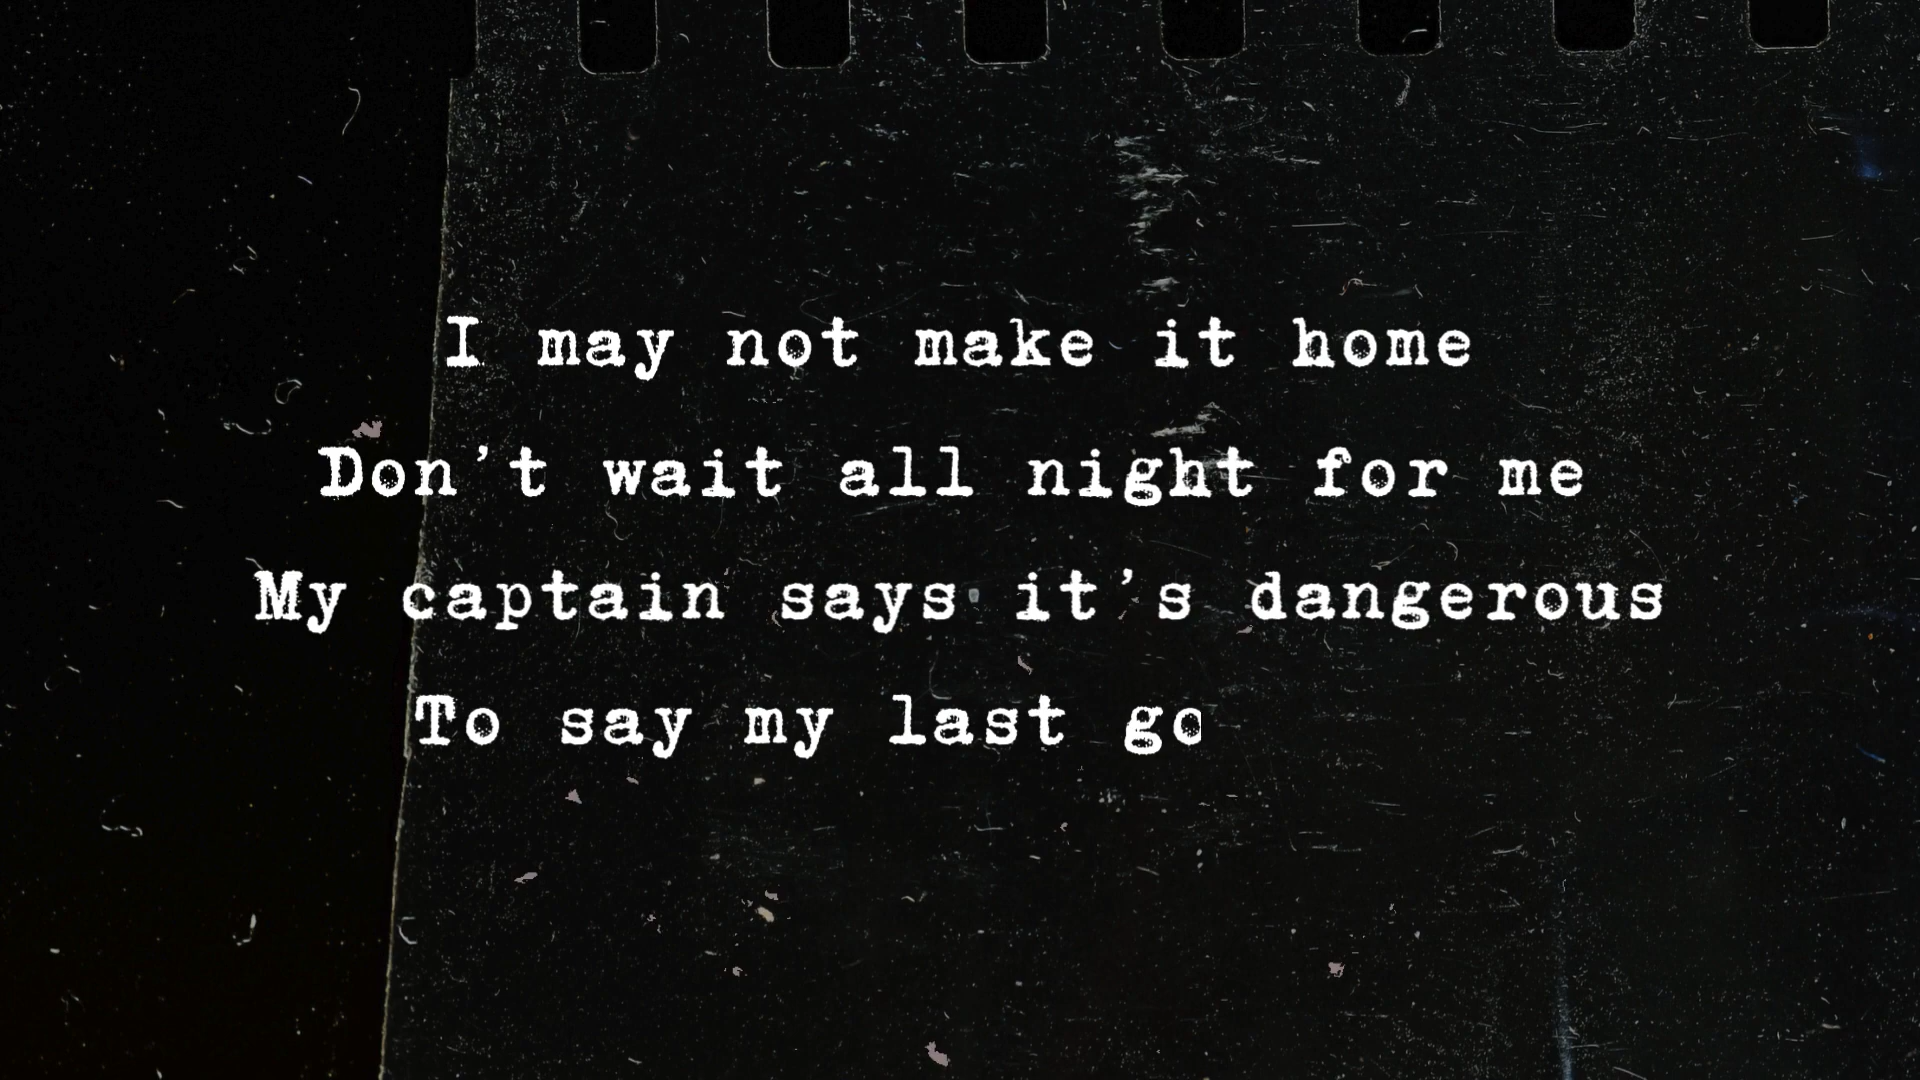 I may not make it home
Don't wait all night for me
My captain says it's dangerous
To say my last go